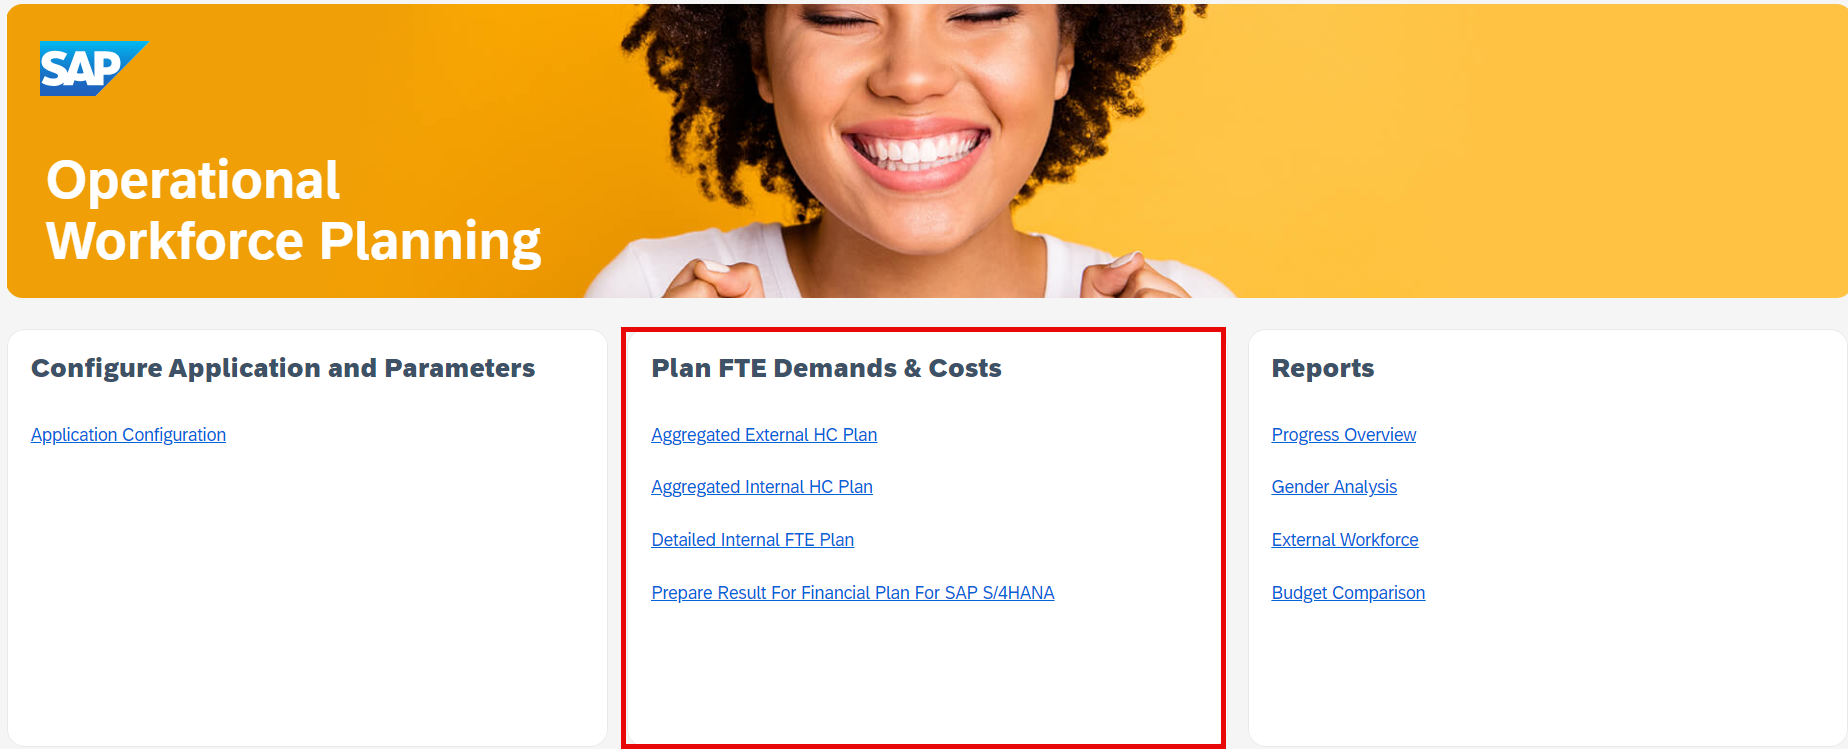 SAP
Operational
Workforce Planning
Configure Application and Parameters
Application Configuration
Plan FTE Demands & Costs
Aggregated External HC Plan
Aggregated Internal HC Plan
Detailed Internal FTE Plan
Prepare Result For Financial Plan For SAP S/4HANA
Reports
Progress Overview
Gender Analysis
External Workforce
Budget Comparison